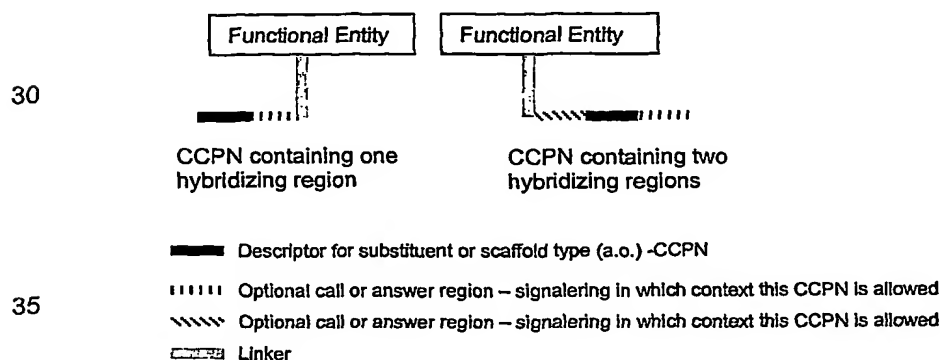 Functional Entity Functional Entity
30
CCPN containing one CCPN containing two
hybridizing region hybridizing regions
Descriptor for substituent or scaffold type (a.o.) -CCPN
35 Optional call or answer region – signalering in which context this CCPN is allowed
Optional call or answer region – signalering in which context this CCPN is allowed
Linker